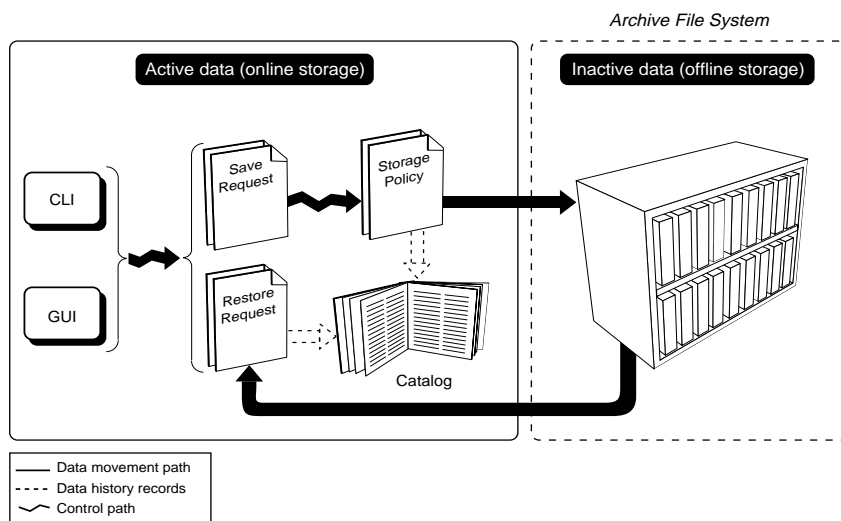 Archive File System
Active data (online storage)
Inactive data (offline storage)
CLI
GUI
Save
Request
Storage
Policy
Restore
Request
Catalog
Data movement path
Data history records
Control path